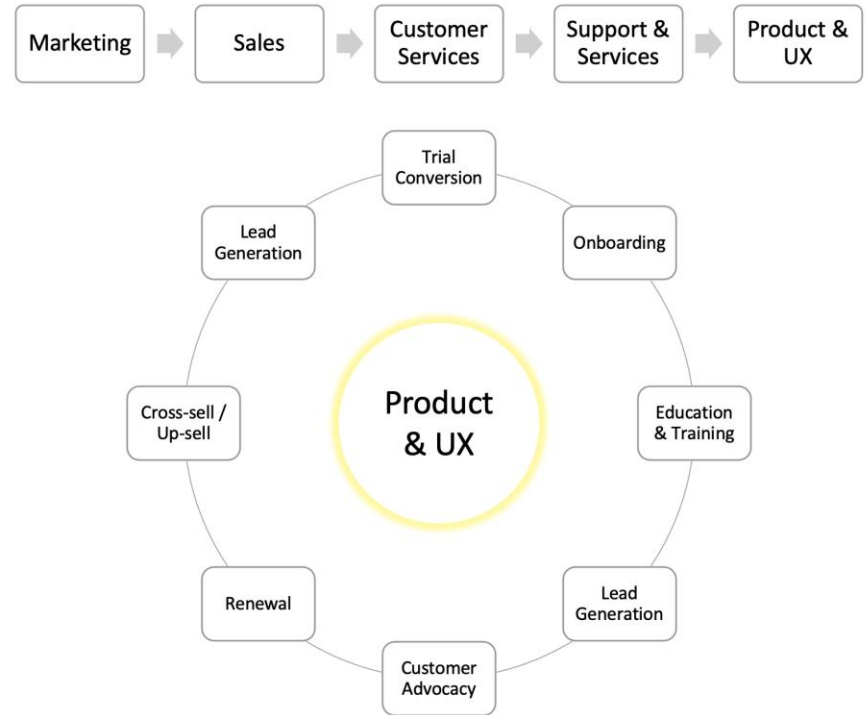 Marketing
Sales
Customer
Services
Support &
Services
Product &
UX
Trial
Conversion
Onboarding
Education
& Training
Lead
Generation
Customer
Advocacy
Renewal
Cross-sell /
Up-sell
Lead
Generation
Product
& UX